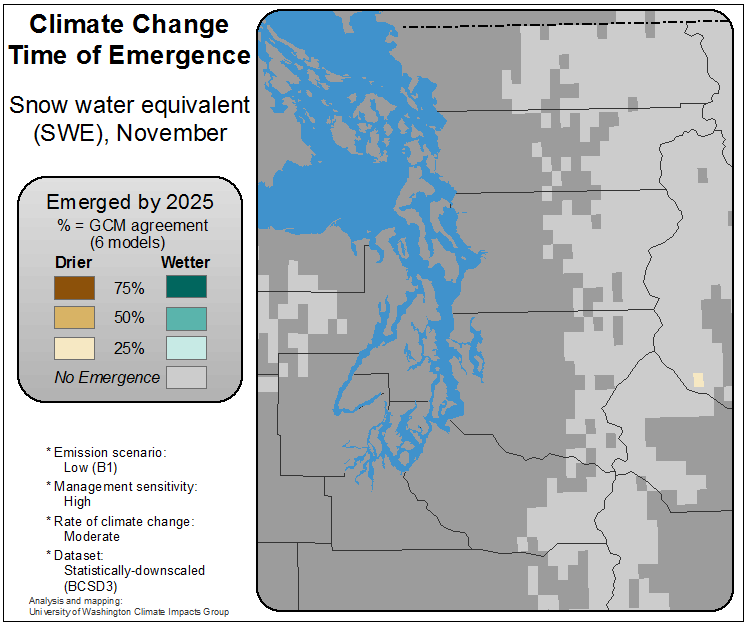 Climate Change
Time of Emergence
Snow water equivalent
(SWE), November
Emerged by 2025
% = GCM agreement
(6 models)
Drier Wetter
75%
50%
25%
No Emergence
* Emission scenario:
Low (B1)
* Management sensitivity:
High
* Rate of climate change:
Moderate
* Dataset:
Statistically-downscaled
(BCSD3)
Analysis and mapping:
University of Washington Climate Impacts Group